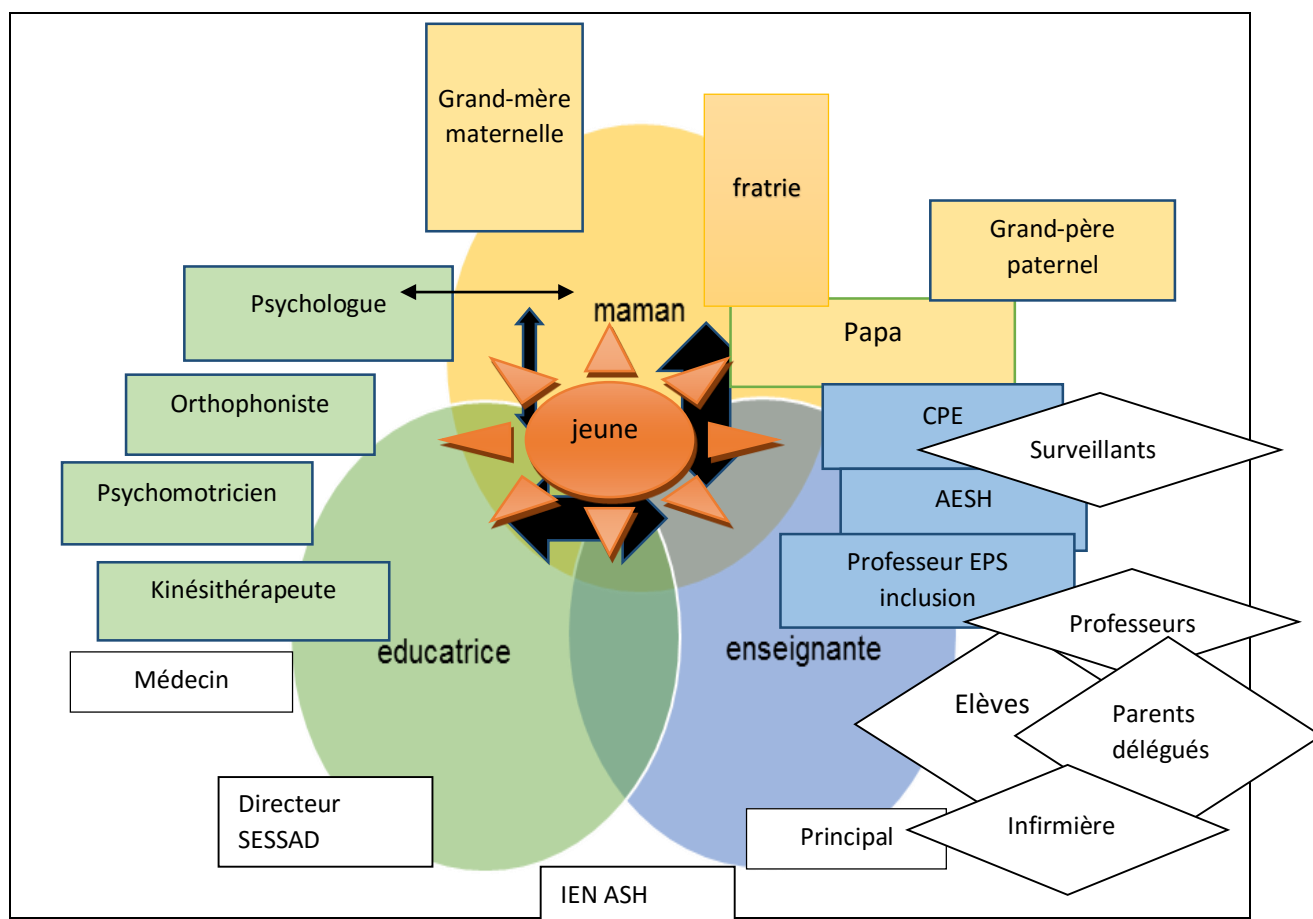 Grand-mère
maternelle
fratrie
Grand-père
paternel
Psychologue
maman
Papa
Orthophoniste
jeune
CPE
Surveillants
Psychomotricien
AESH
Kinésithérapeute
Professeur EPS
inclusion
educatrice
enseignante
Professeurs
Médecin
Elèves
Parents
délégués
Directeur
SESSAD
Principal
Infirmière
IEN ASH